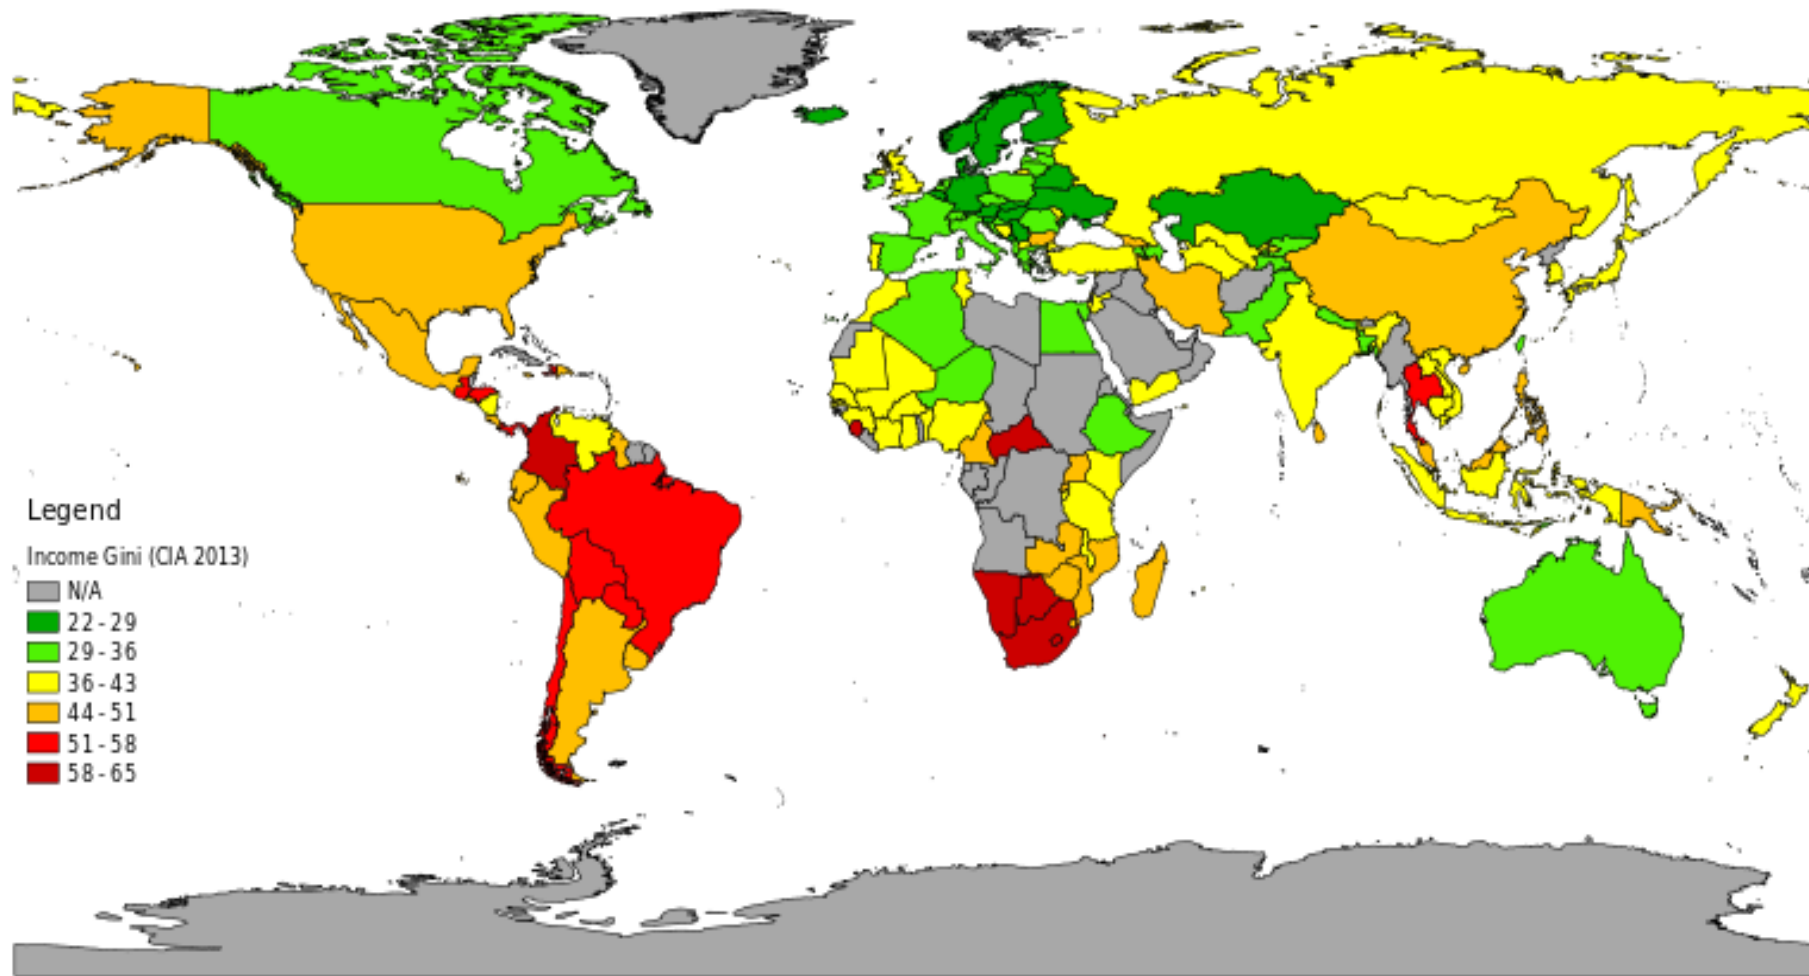 Legend
Income Gini (CIA 2013)
N/A
22 - 29
29 - 36
36 - 43
44 - 51
51 - 58
58 - 65